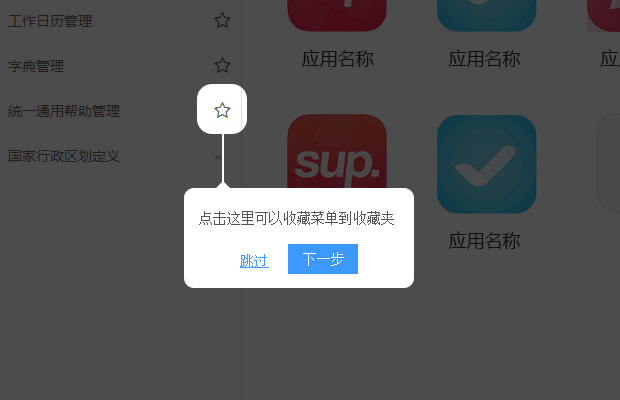 工作日历管理
字典管理
统一通用帮助管理
国家行政区划定义
应用名称
应用名称
应
sup.
应用名称
点击这里可以收藏菜单到收藏夹
跳过
下一步